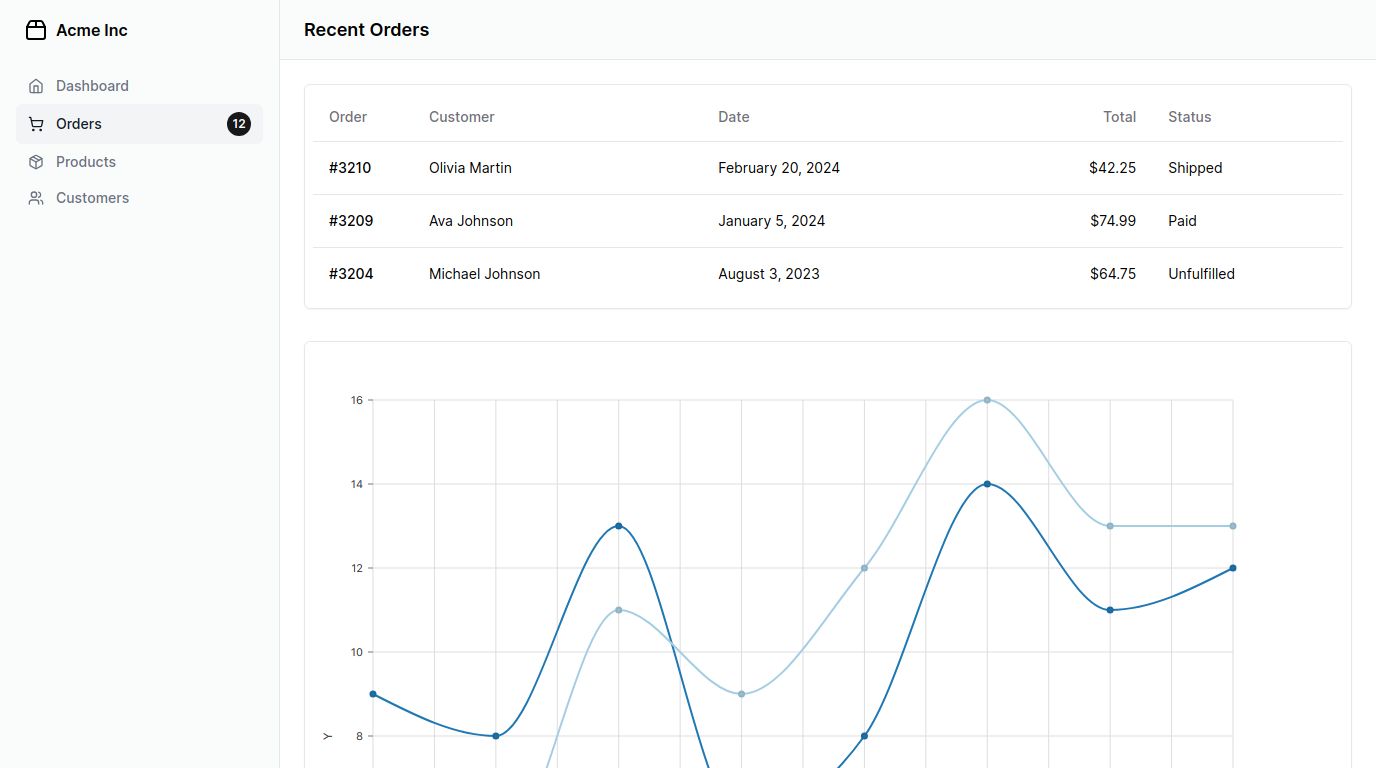 Acme Inc
Dashboard
Orders 12
Products
Customers
Recent Orders
Order Customer Date Total Status
#3210 Olivia Martin February 20, 2024 $42.25 Shipped
#3209 Ava Johnson January 5, 2024 $74.99 Paid
#3204 Michael Johnson August 3, 2023 $64.75 Unfulfilled
16
14
12
10
Y 8